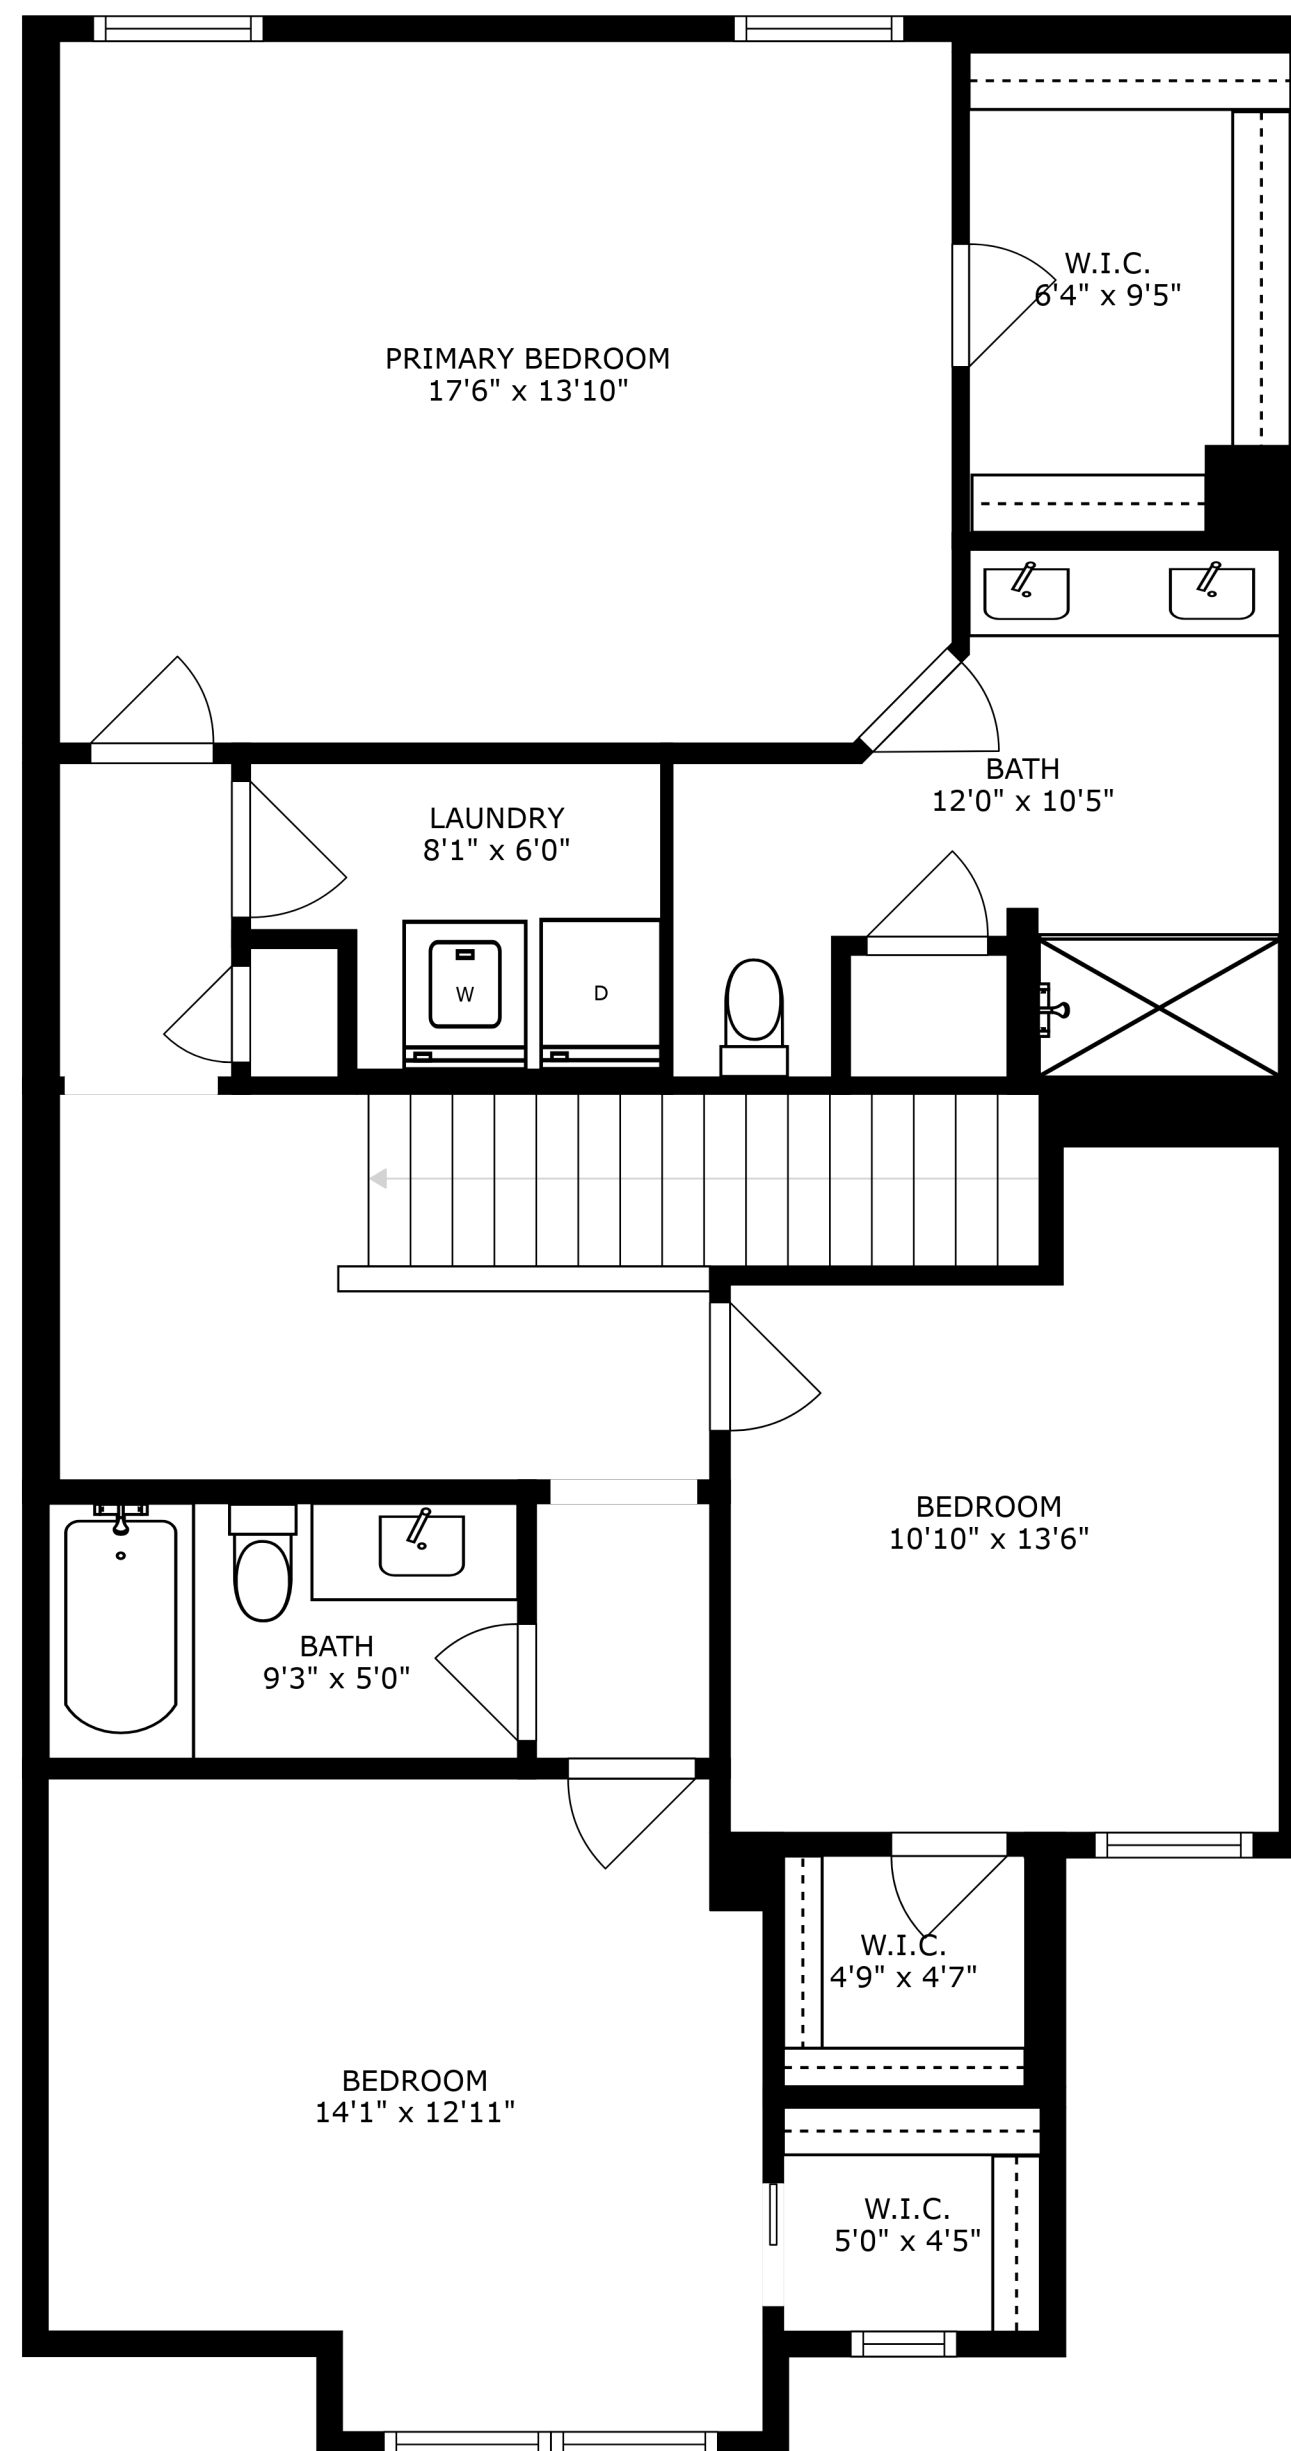 W.I.C.
6'4" x 9'5"
PRIMARY BEDROOM
17'6" x 13'10"
BATH
12'0" x 10'5"
LAUNDRY
8'1" x 6'0"
W
D
BEDROOM
10'10" x 13'6"
BATH
9'3" x 5'0"
W.I.C.
4'9" x 4'7"
BEDROOM
14'1" x 12'11"
W.I.C.
5'0" x 4'5"